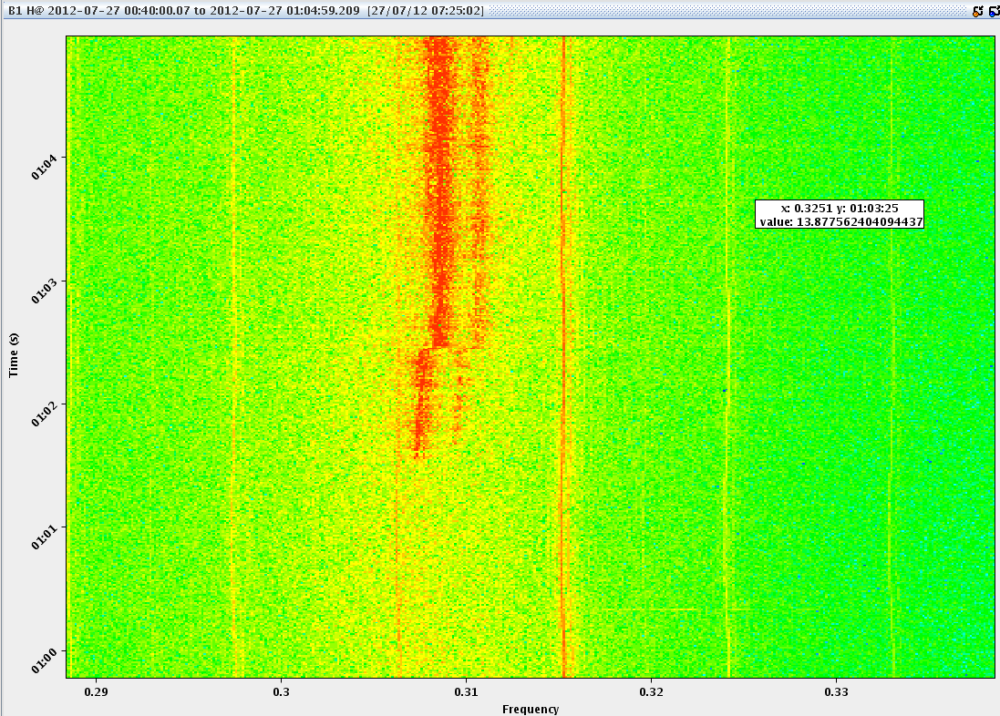 B1 H@ 2012-07-27 00:40:00.07 to 2012-07-27 01:04:59.209 [27/07/12 07:25:02]
01:04
x: 0.3251 y: 01:03:25
value: 13.877562404094437
01:03
Time (s)
01:02
01:01
01:00
0.29 0.3 0.31 0.32 0.33
Frequency